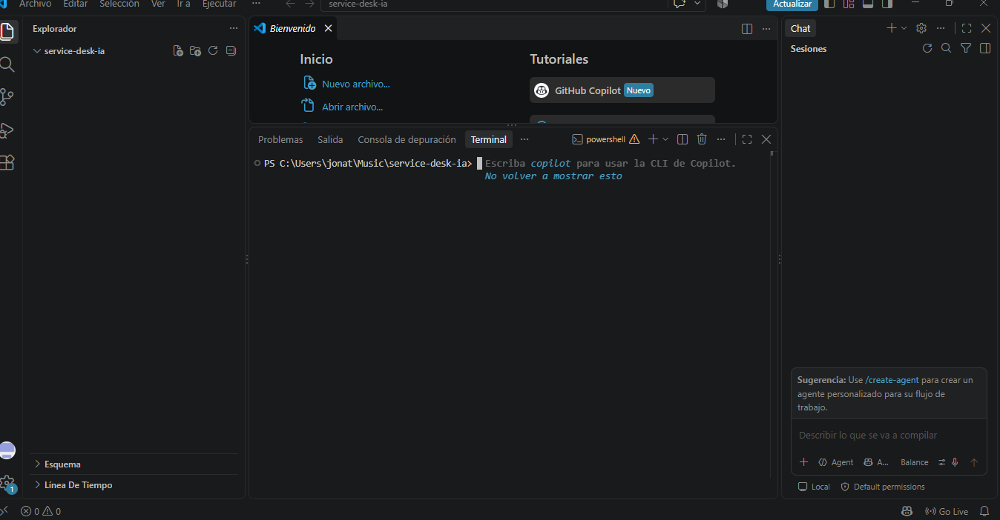 Archivo Editar Selección Ver Ir a Ejecutar ··· service-desk-ia Actualizar
Explorador
service-desk-ia
Esquema
Línea De Tiempo
Bienvenido
Inicio
Nuevo archivo...
Abrir archivo...
Tutoriales
GitHub Copilot Nuevo
Problemas Salida Consola de depuración Terminal ··· powershell
PS C:\Users\jonat\Music\service-desk-ia> Escriba copilot para usar la CLI de Copilot.
No volver a mostrar esto
Chat
Sesiones
Sugerencia: Use /create-agent para crear un
agente personalizado para su flujo de
trabajo.
Describir lo que se va a compilar
Agent A... Balance
Local Default permissions
1
0 0 Go Live